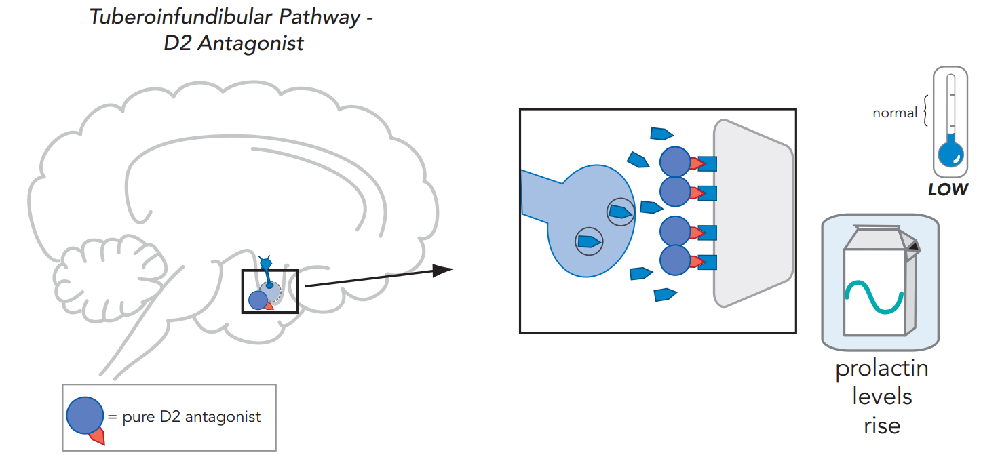 Tuberoinfundibular Pathway -
D2 Antagonist
normal
LOW
prolactin
levels
rise
= pure D2 antagonist